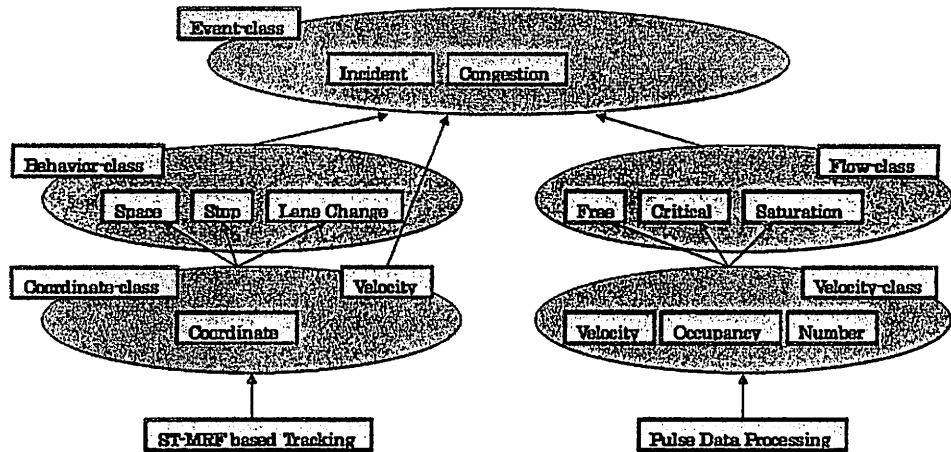 Event-class
Incident
Congestion
Behavior-class
Flow-class
Space
Stop
Lane Change
Free
Critical
Saturation
Coordinate-class
Velocity
Velocity-class
Coordinate
Velocity
Occupancy
Number
ST-MRF based Tracking
Pulse Data Processing